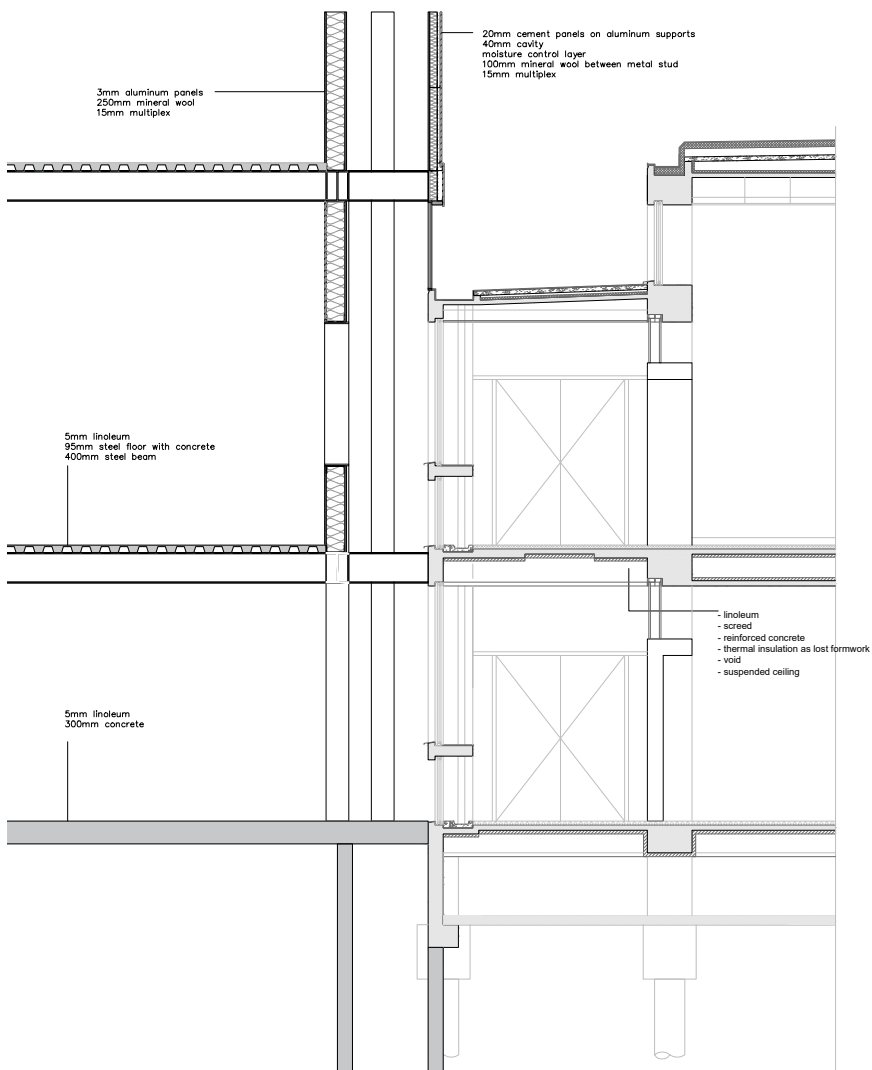 20mm cement panels on aluminum supports
40mm cavity
moisture control layer
100mm mineral wool between metal stud
15mm multiplex
3mm aluminum panels
250mm mineral wool
15mm multiplex
5mm linoleum
95mm steel floor with concrete
400mm steel beam
- linoleum
- screed
- reinforced concrete
- thermal insulation as lost formwork
- void
- suspended ceiling
5mm linoleum
300mm concrete